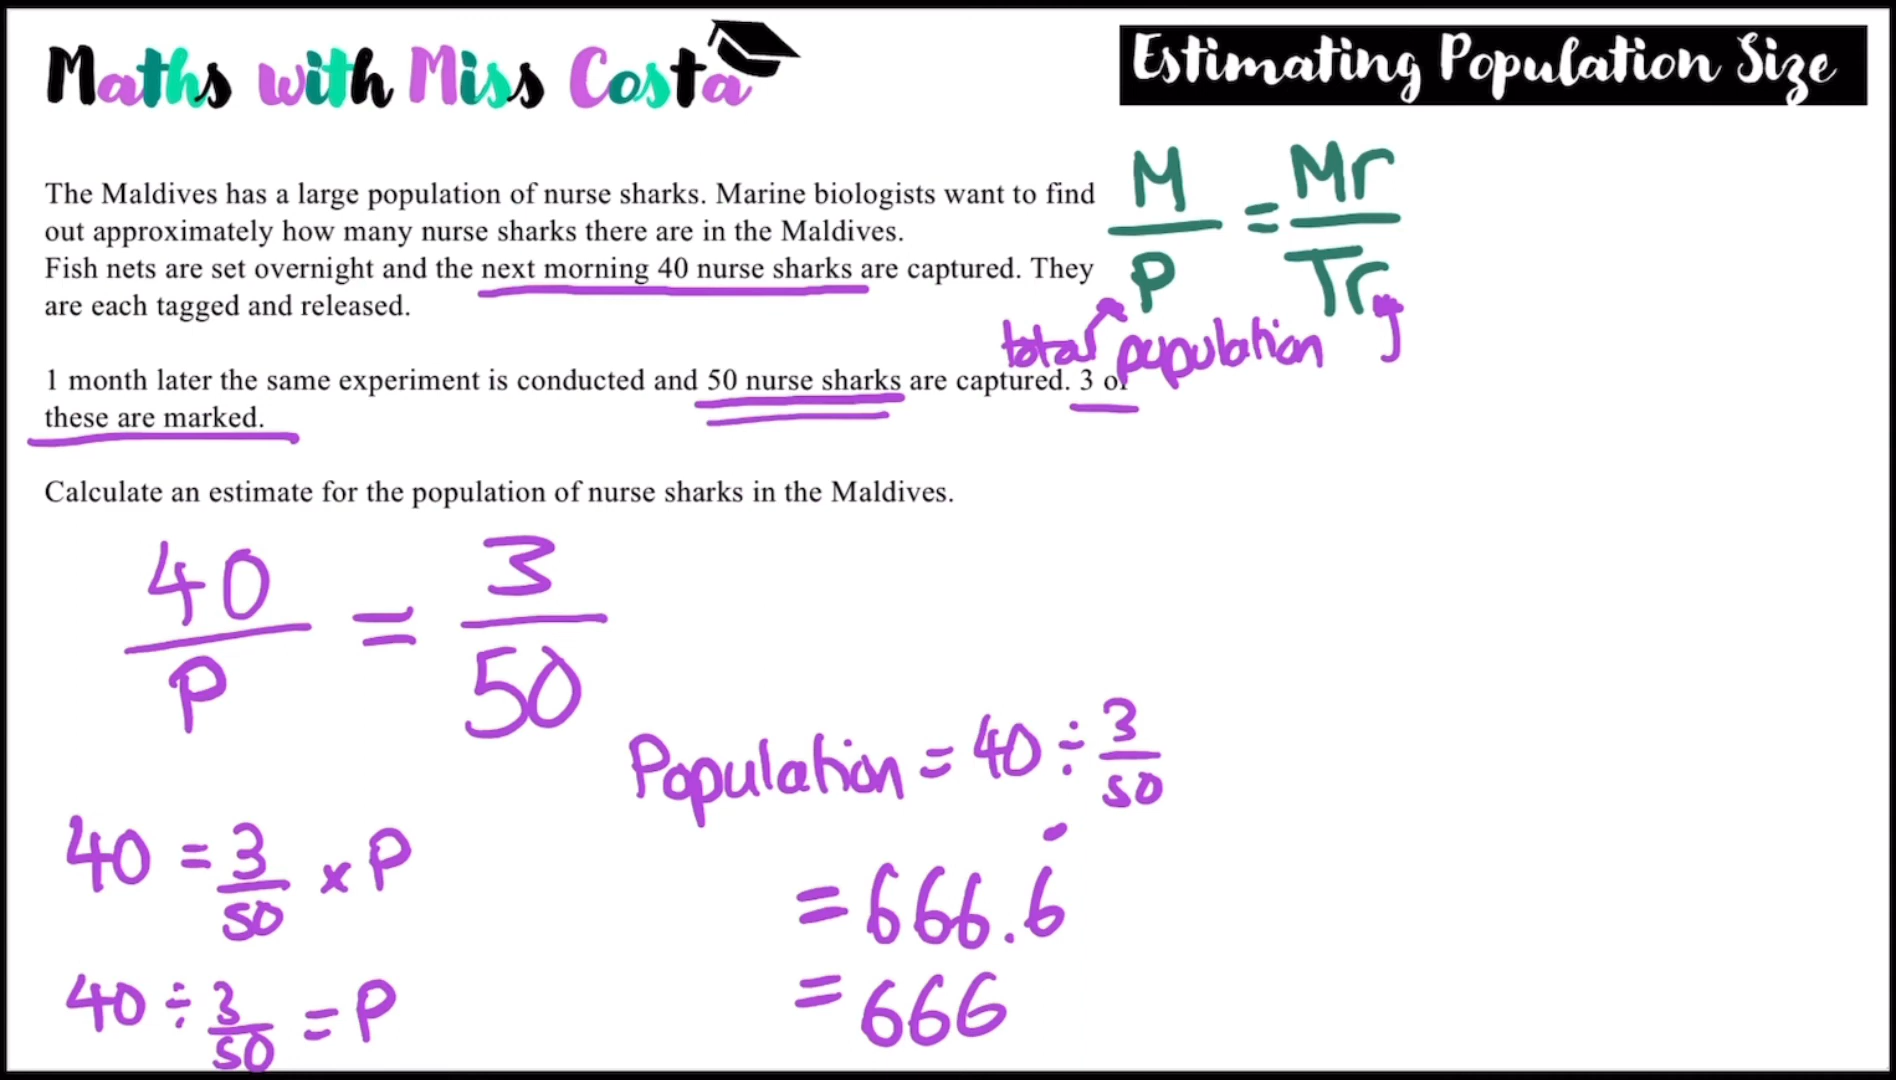 Maths with Miss Costa
Estimating Population Size
The Maldives has a large population of nurse sharks. Marine biologists want to find
out approximately how many nurse sharks there are in the Maldives.
Fish nets are set overnight and the next morning 40 nurse sharks are captured. They
are each tagged and released.
M/P = Mr/Tr
total population
1 month later the same experiment is conducted and 50 nurse sharks are captured. 3 of
these are marked.
Calculate an estimate for the population of nurse sharks in the Maldives.
40/P = 3/50
40 = 3/50 × P
40 ÷ 3/50 = P
Population = 40 ÷ 3/50
= 666.6̇
= 666